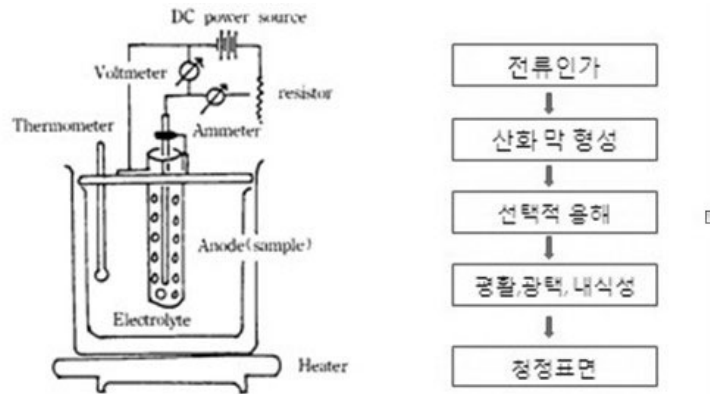 DC power source
Voltmeter
resistor
Thermometer
Ammeter
Anode(sample)
Electrolyte
Heater
전류인가
산화 막 형성
선택적 용해
평활,광택,내식성
청정표면